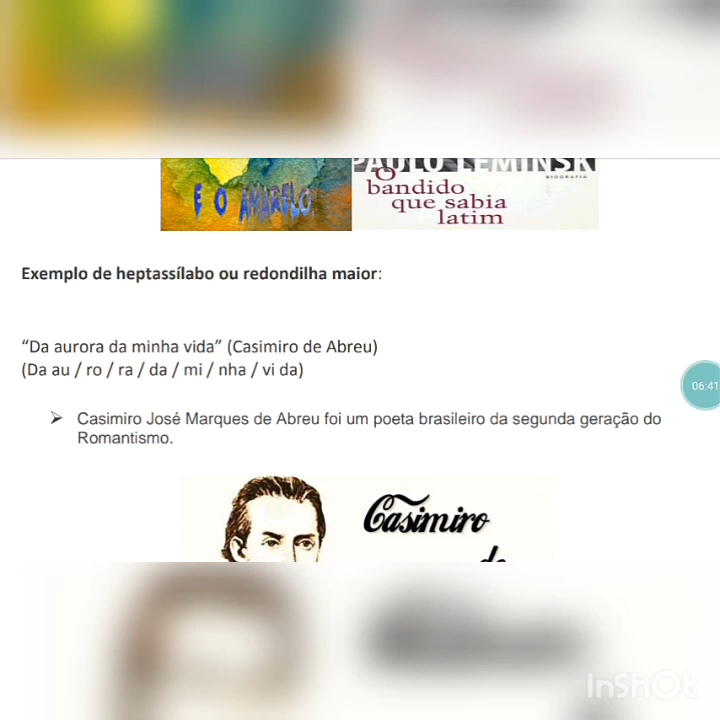 E O AMARELO
PAULO LEMINSK
BIOGRAFIA
O
bandido
que sabia
latim
Exemplo de heptassílabo ou redondilha maior:
“Da aurora da minha vida” (Casimiro de Abreu)
(Da au / ro / ra / da / mi / nha / vi da)
06:41
➢ Casimiro José Marques de Abreu foi um poeta brasileiro da segunda geração do
Romantismo.
Casimiro
de
InShOt